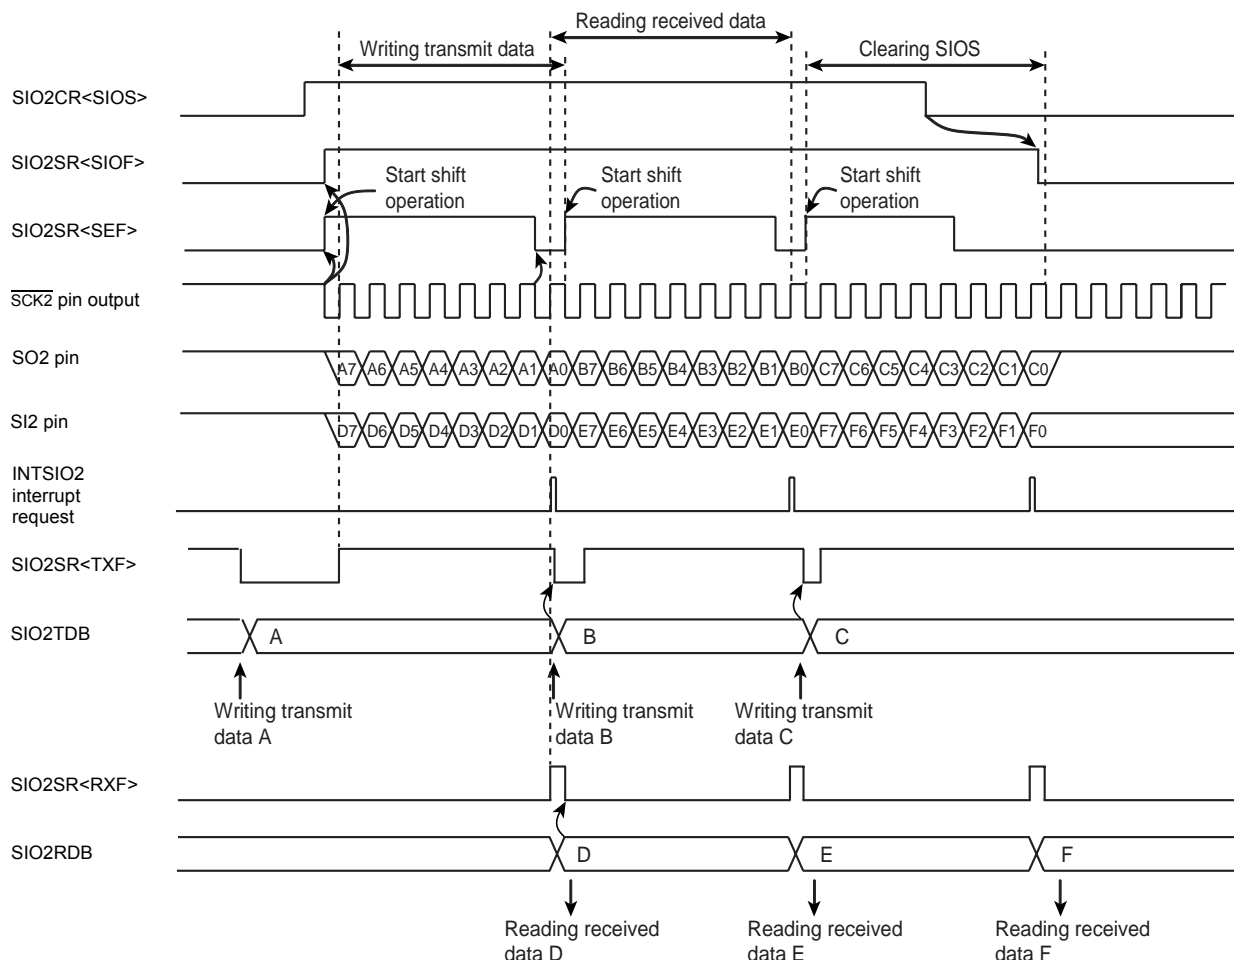 Reading received data
Writing transmit data
Clearing SIOS
SIO2CR<SIOS>
SIO2SR<SIOF>
Start shift
operation
Start shift
operation
Start shift
operation
SIO2SR<SEF>
SCK2 pin output
SO2 pin
A7 A6 A5 A4 A3 A2 A1 A0 B7 B6 B5 B4 B3 B2 B1 B0 C7 C6 C5 C4 C3 C2 C1 C0
SI2 pin
D7 D6 D5 D4 D3 D2 D1 D0 E7 E6 E5 E4 E3 E2 E1 E0 F7 F6 F5 F4 F3 F2 F1 F0
INTSIO2
interrupt
request
SIO2SR<TXF>
SIO2TDB
A B C
Writing transmit
data A
Writing transmit
data B
Writing transmit
data C
SIO2SR<RXF>
SIO2RDB
D E F
Reading received
data D
Reading received
data E
Reading received
data F